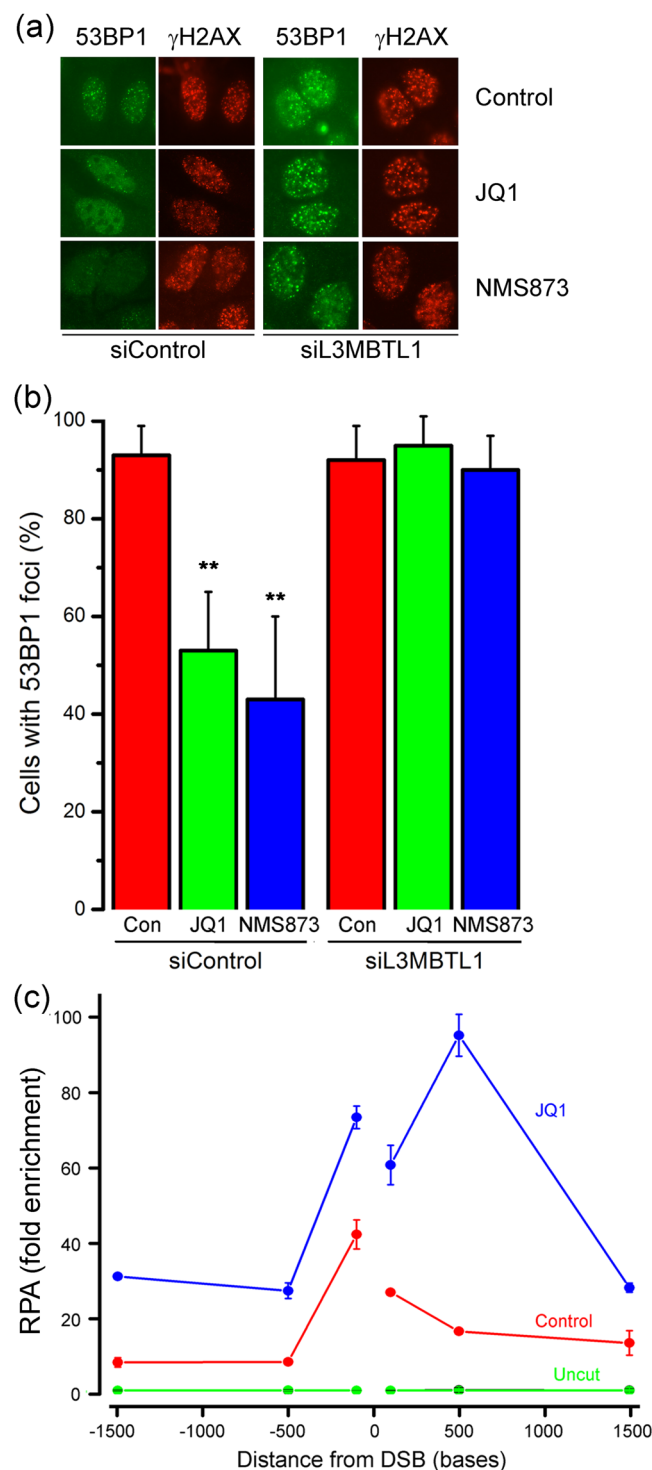 (a)
53BP1 γH2AX 53BP1 γH2AX
Control
JQ1
NMS873
siControl siL3MBTL1
(b)
Cells with 53BP1 foci (%)
100
80
60
40
20
0
** **
Con JQ1 NMS873 Con JQ1 NMS873
siControl siL3MBTL1
(c)
RPA (fold enrichment)
100
80
60
40
20
0
JQ1
Control
Uncut
-1500 -1000 -500 0 500 1000 1500
Distance from DSB (bases)